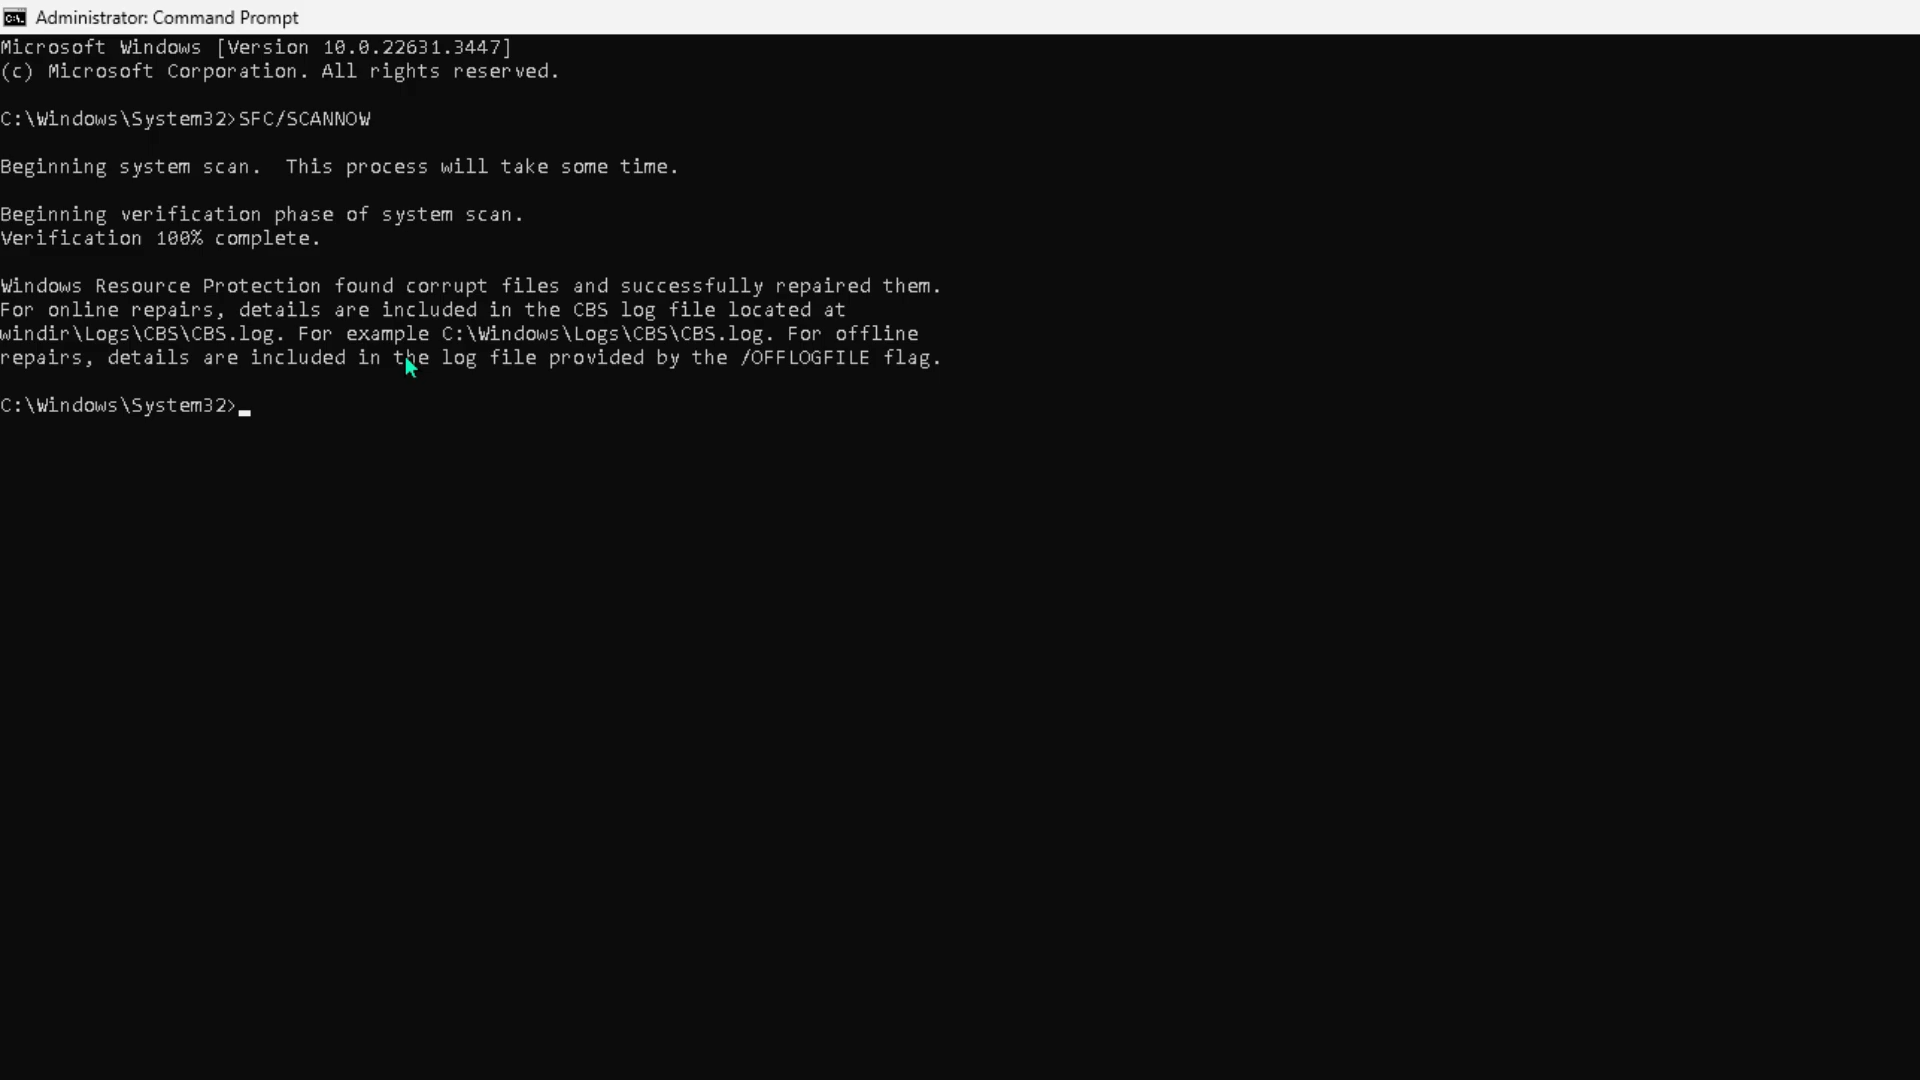 Administrator: Command Prompt
Microsoft Windows [Version 10.0.22631.3447]
(c) Microsoft Corporation. All rights reserved.
C:\Windows\System32>SFC/SCANNOW
Beginning system scan.  This process will take some time.
Beginning verification phase of system scan.
Verification 100% complete.
Windows Resource Protection found corrupt files and successfully repaired them.
For online repairs, details are included in the CBS log file located at
windir\Logs\CBS\CBS.log. For example C:\Windows\Logs\CBS\CBS.log. For offline
repairs, details are included in the log file provided by the /OFFLOGFILE flag.
C:\Windows\System32>